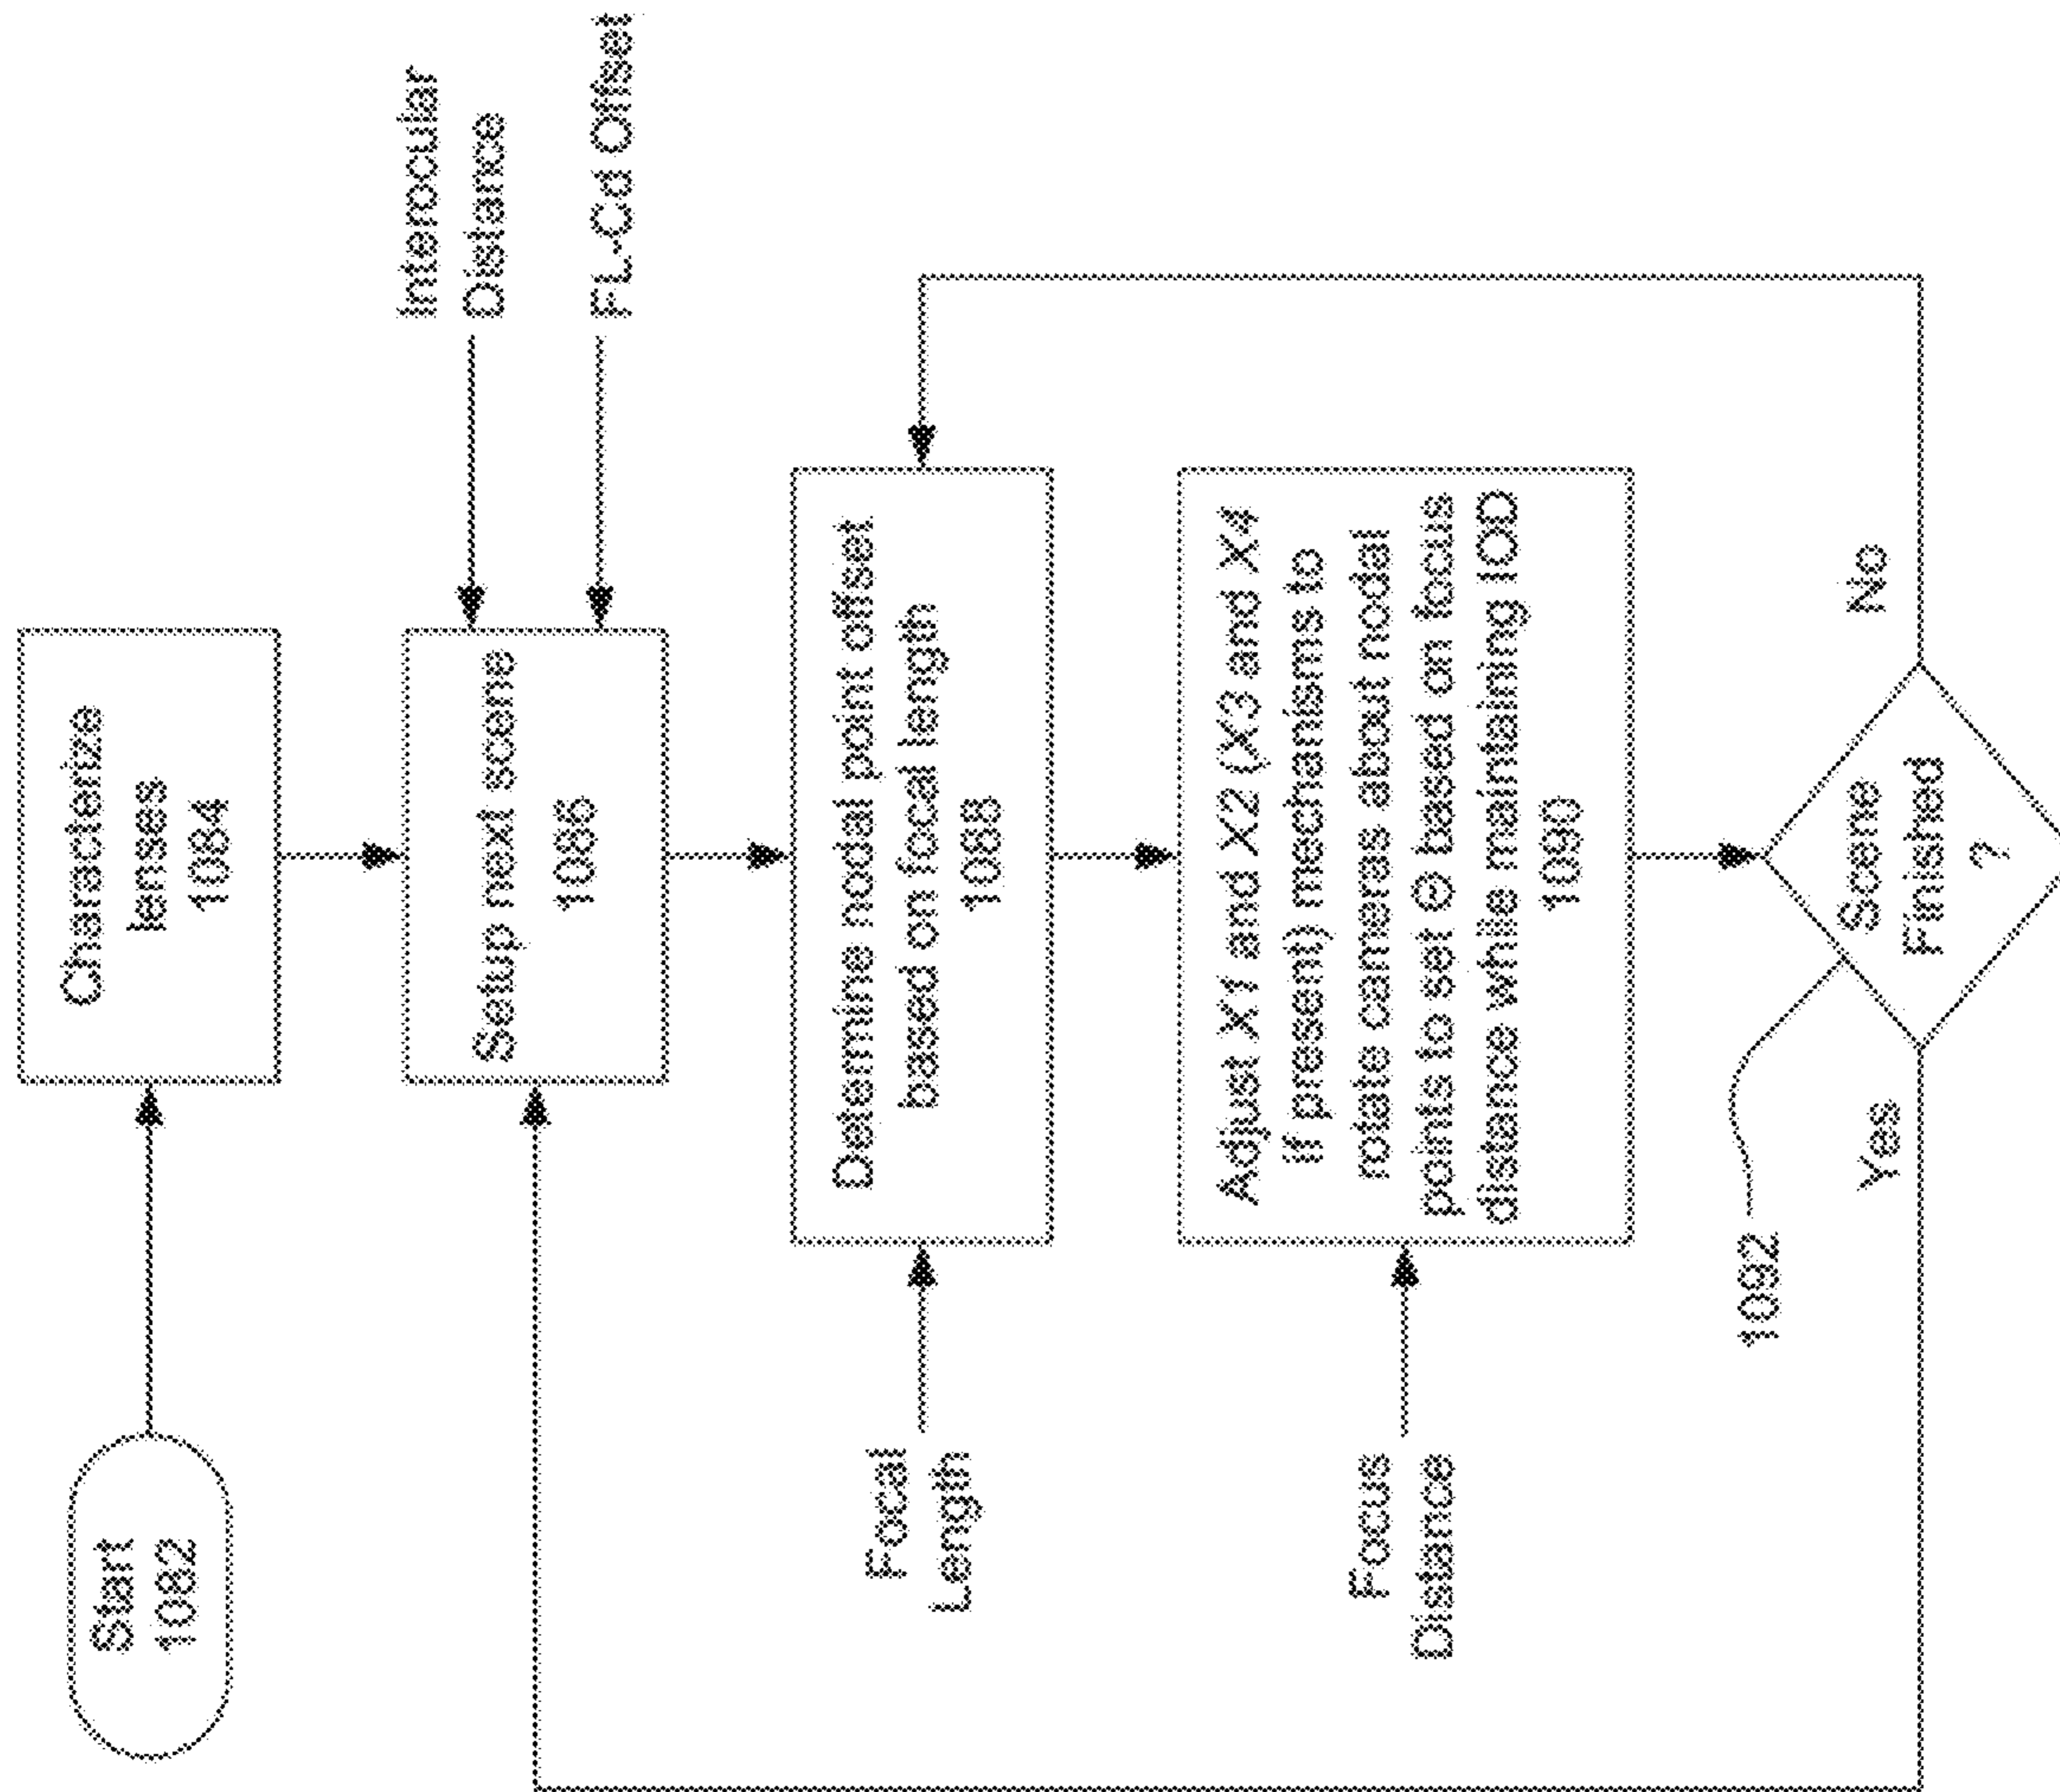 Start
1082
Characterize
lenses
1084
Interocular
Distance
FL-Cd Offset
Setup next scene
1086
Focal
Length
Determine nodal point offset
based on focal length
1088
Focus
Distance
Adjust X1 and X2 (X3 and X4
If present) mechanisms to
rotate cameras about nodal
points to set Θ based on focus
distance while maintaining IOD
1090
1092
Scene
Finished
?
Yes
No